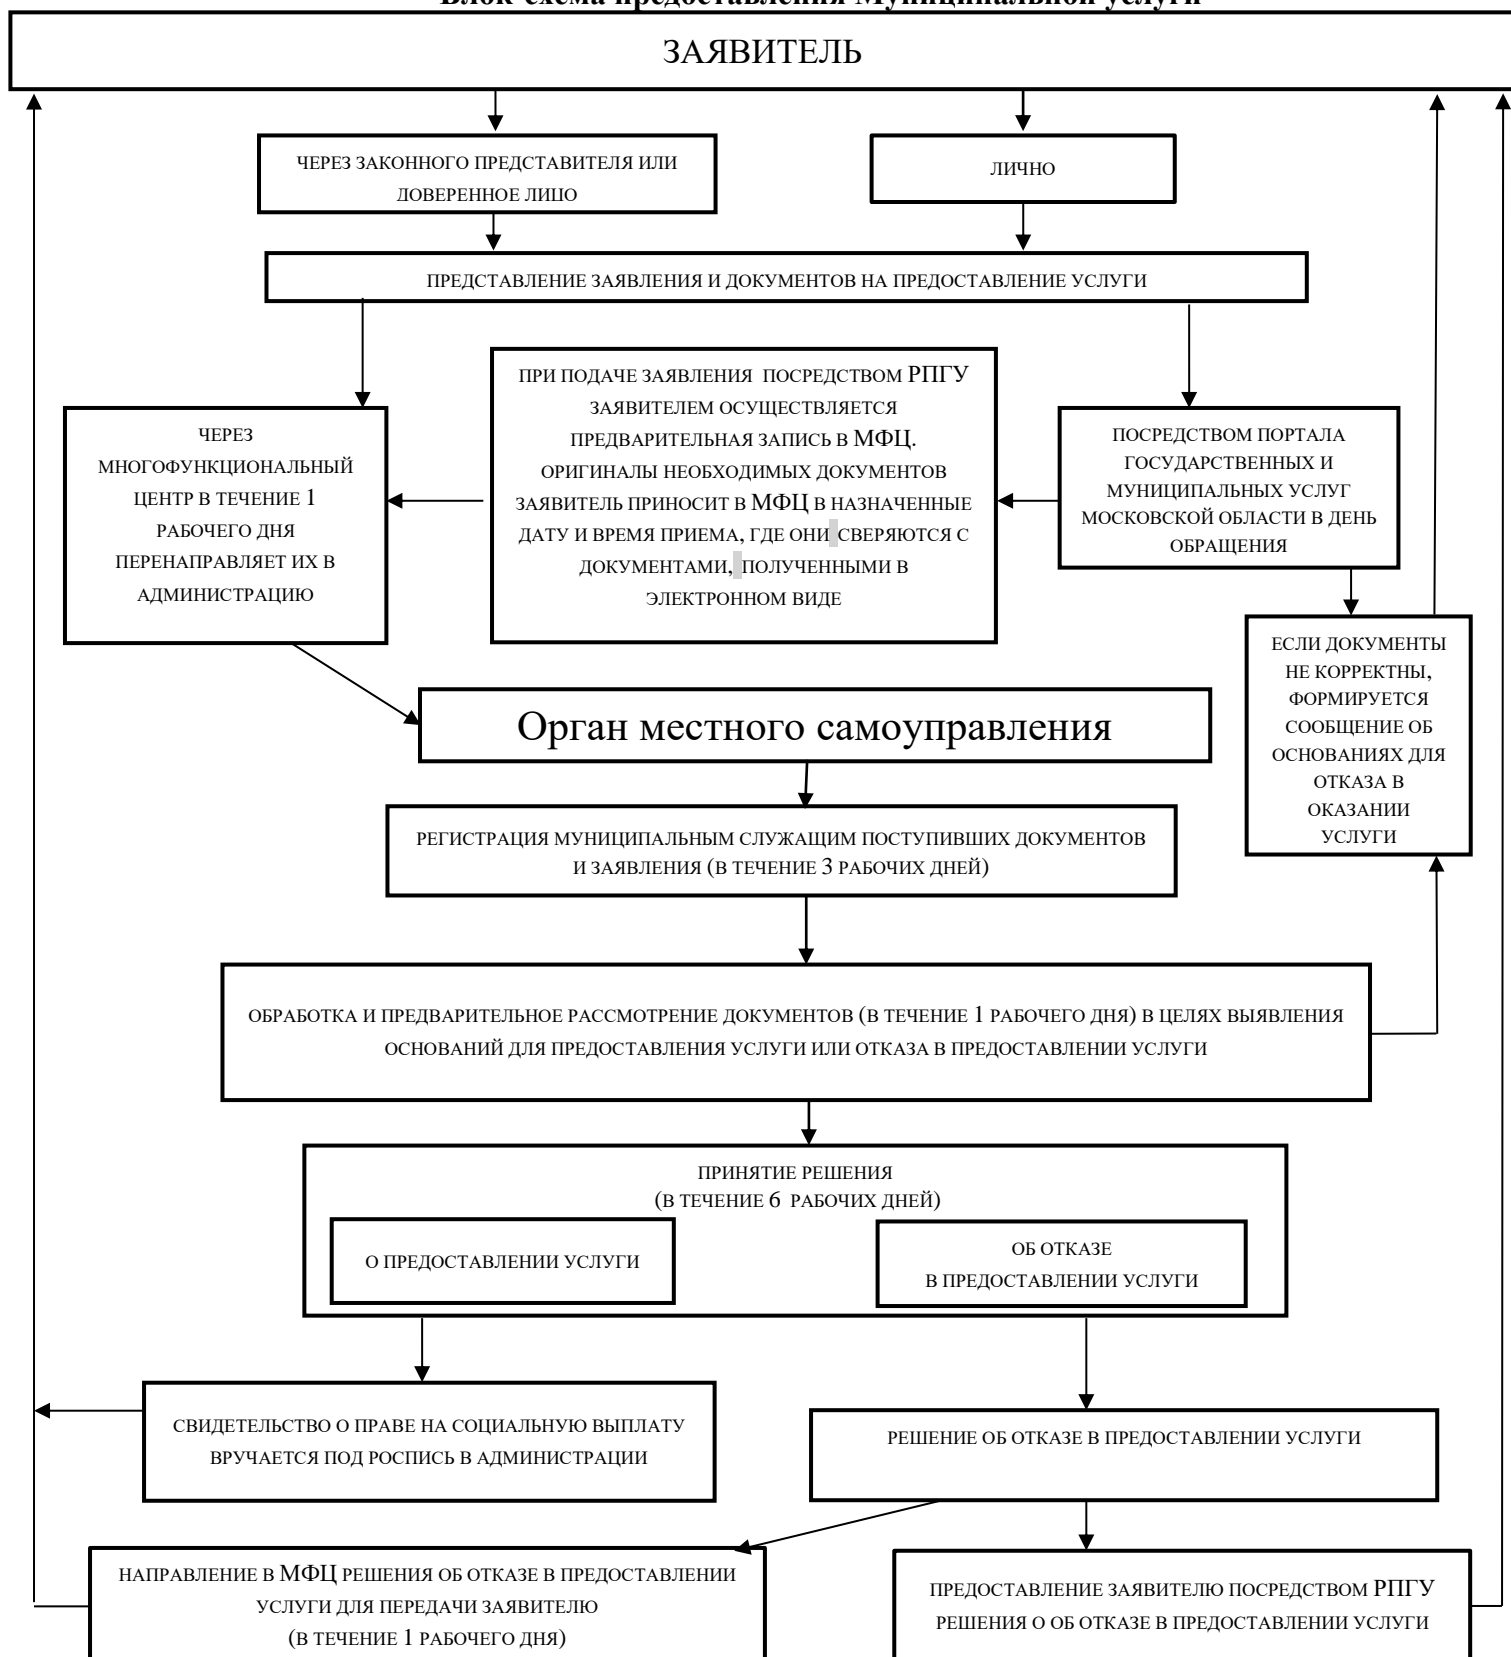 Блок-схема предоставления Муниципальной услуги
ЗАЯВИТЕЛЬ
ЧЕРЕЗ ЗАКОННОГО ПРЕДСТАВИТЕЛЯ ИЛИ
ДОВЕРЕННОЕ ЛИЦО
ЛИЧНО
ПРЕДСТАВЛЕНИЕ ЗАЯВЛЕНИЯ И ДОКУМЕНТОВ НА ПРЕДОСТАВЛЕНИЕ УСЛУГИ
ЧЕРЕЗ
МНОГОФУНКЦИОНАЛЬНЫЙ
ЦЕНТР В ТЕЧЕНИЕ 1
РАБОЧЕГО ДНЯ
ПЕРЕНАПРАВЛЯЕТ ИХ В
АДМИНИСТРАЦИЮ
ПРИ ПОДАЧЕ ЗАЯВЛЕНИЯ ПОСРЕДСТВОМ РПГУ
ЗАЯВИТЕЛЕМ ОСУЩЕСТВЛЯЕТСЯ
ПРЕДВАРИТЕЛЬНАЯ ЗАПИСЬ В МФЦ.
ОРИГИНАЛЫ НЕОБХОДИМЫХ ДОКУМЕНТОВ
ЗАЯВИТЕЛЬ ПРИНОСИТ В МФЦ В НАЗНАЧЕННЫЕ
ДАТУ И ВРЕМЯ ПРИЕМА, ГДЕ ОНИ СВЕРЯЮТСЯ С
ДОКУМЕНТАМИ, ПОЛУЧЕННЫМИ В
ЭЛЕКТРОННОМ ВИДЕ
ПОСРЕДСТВОМ ПОРТАЛА
ГОСУДАРСТВЕННЫХ И
МУНИЦИПАЛЬНЫХ УСЛУГ
МОСКОВСКОЙ ОБЛАСТИ В ДЕНЬ
ОБРАЩЕНИЯ
ЕСЛИ ДОКУМЕНТЫ
НЕ КОРРЕКТНЫ,
ФОРМИРУЕТСЯ
СООБЩЕНИЕ ОБ
ОСНОВАНИЯХ ДЛЯ
ОТКАЗА В
ОКАЗАНИИ
УСЛУГИ
Орган местного самоуправления
РЕГИСТРАЦИЯ МУНИЦИПАЛЬНЫМ СЛУЖАЩИМ ПОСТУПИВШИХ ДОКУМЕНТОВ
И ЗАЯВЛЕНИЯ (В ТЕЧЕНИЕ 3 РАБОЧИХ ДНЕЙ)
ОБРАБОТКА И ПРЕДВАРИТЕЛЬНОЕ РАССМОТРЕНИЕ ДОКУМЕНТОВ (В ТЕЧЕНИЕ 1 РАБОЧЕГО ДНЯ) В ЦЕЛЯХ ВЫЯВЛЕНИЯ
ОСНОВАНИЙ ДЛЯ ПРЕДОСТАВЛЕНИЯ УСЛУГИ ИЛИ ОТКАЗА В ПРЕДОСТАВЛЕНИИ УСЛУГИ
ПРИНЯТИЕ РЕШЕНИЯ
(В ТЕЧЕНИЕ 6 РАБОЧИХ ДНЕЙ)
О ПРЕДОСТАВЛЕНИИ УСЛУГИ
ОБ ОТКАЗЕ
В ПРЕДОСТАВЛЕНИИ УСЛУГИ
СВИДЕТЕЛЬСТВО О ПРАВЕ НА СОЦИАЛЬНУЮ ВЫПЛАТУ
ВРУЧАЕТСЯ ПОД РОСПИСЬ В АДМИНИСТРАЦИИ
РЕШЕНИЕ ОБ ОТКАЗЕ В ПРЕДОСТАВЛЕНИИ УСЛУГИ
НАПРАВЛЕНИЕ В МФЦ РЕШЕНИЯ ОБ ОТКАЗЕ В ПРЕДОСТАВЛЕНИИ
УСЛУГИ ДЛЯ ПЕРЕДАЧИ ЗАЯВИТЕЛЮ
(В ТЕЧЕНИЕ 1 РАБОЧЕГО ДНЯ)
ПРЕДОСТАВЛЕНИЕ ЗАЯВИТЕЛЮ ПОСРЕДСТВОМ РПГУ
РЕШЕНИЯ О ОБ ОТКАЗЕ В ПРЕДОСТАВЛЕНИИ УСЛУГИ